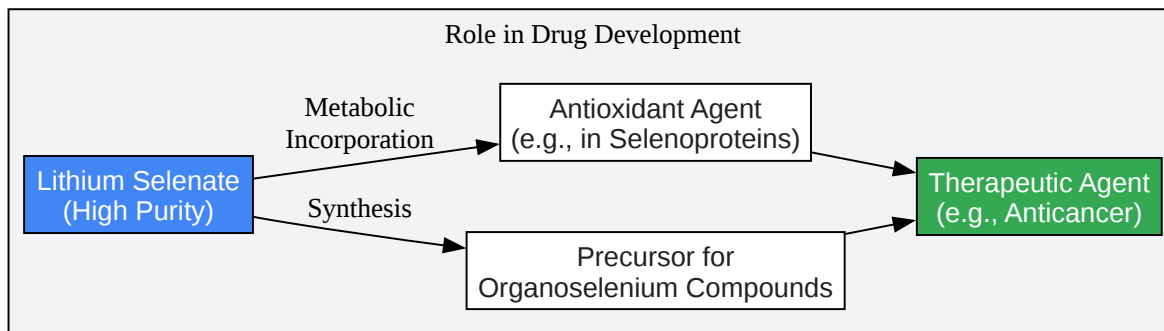 Role in Drug Development
Metabolic
Incorporation
Antioxidant Agent
(e.g., in Selenoproteins)
Lithium Selenate
(High Purity)
Therapeutic Agent
(e.g., Anticancer)
Synthesis
Precursor for
Organoselenium Compounds